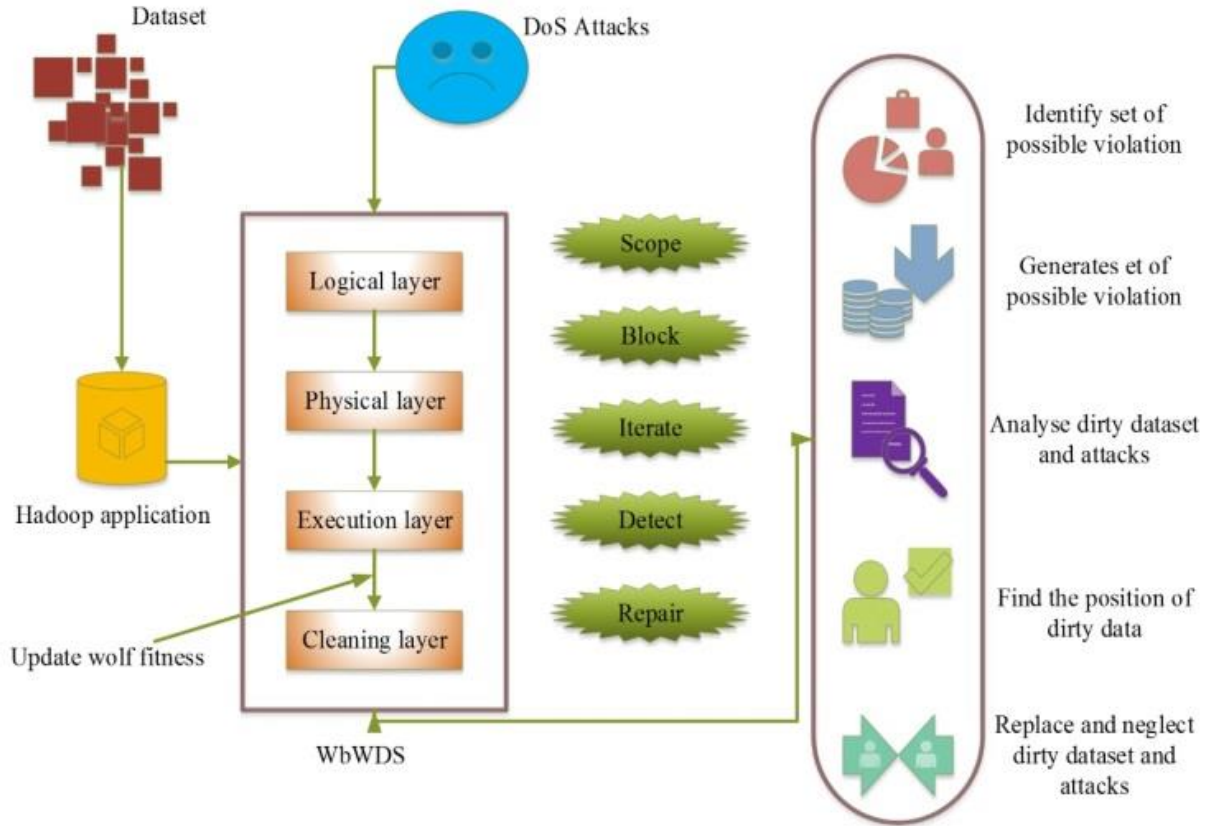 Dataset
DoS Attacks
Logical layer
Physical layer
Execution layer
Cleaning layer
Hadoop application
Update wolf fitness
WbWDS
Scope
Block
Iterate
Detect
Repair
Identify set of
possible violation
Generates et of
possible violation
Analyse dirty dataset
and attacks
Find the position of
dirty data
Replace and neglect
dirty dataset and
attacks